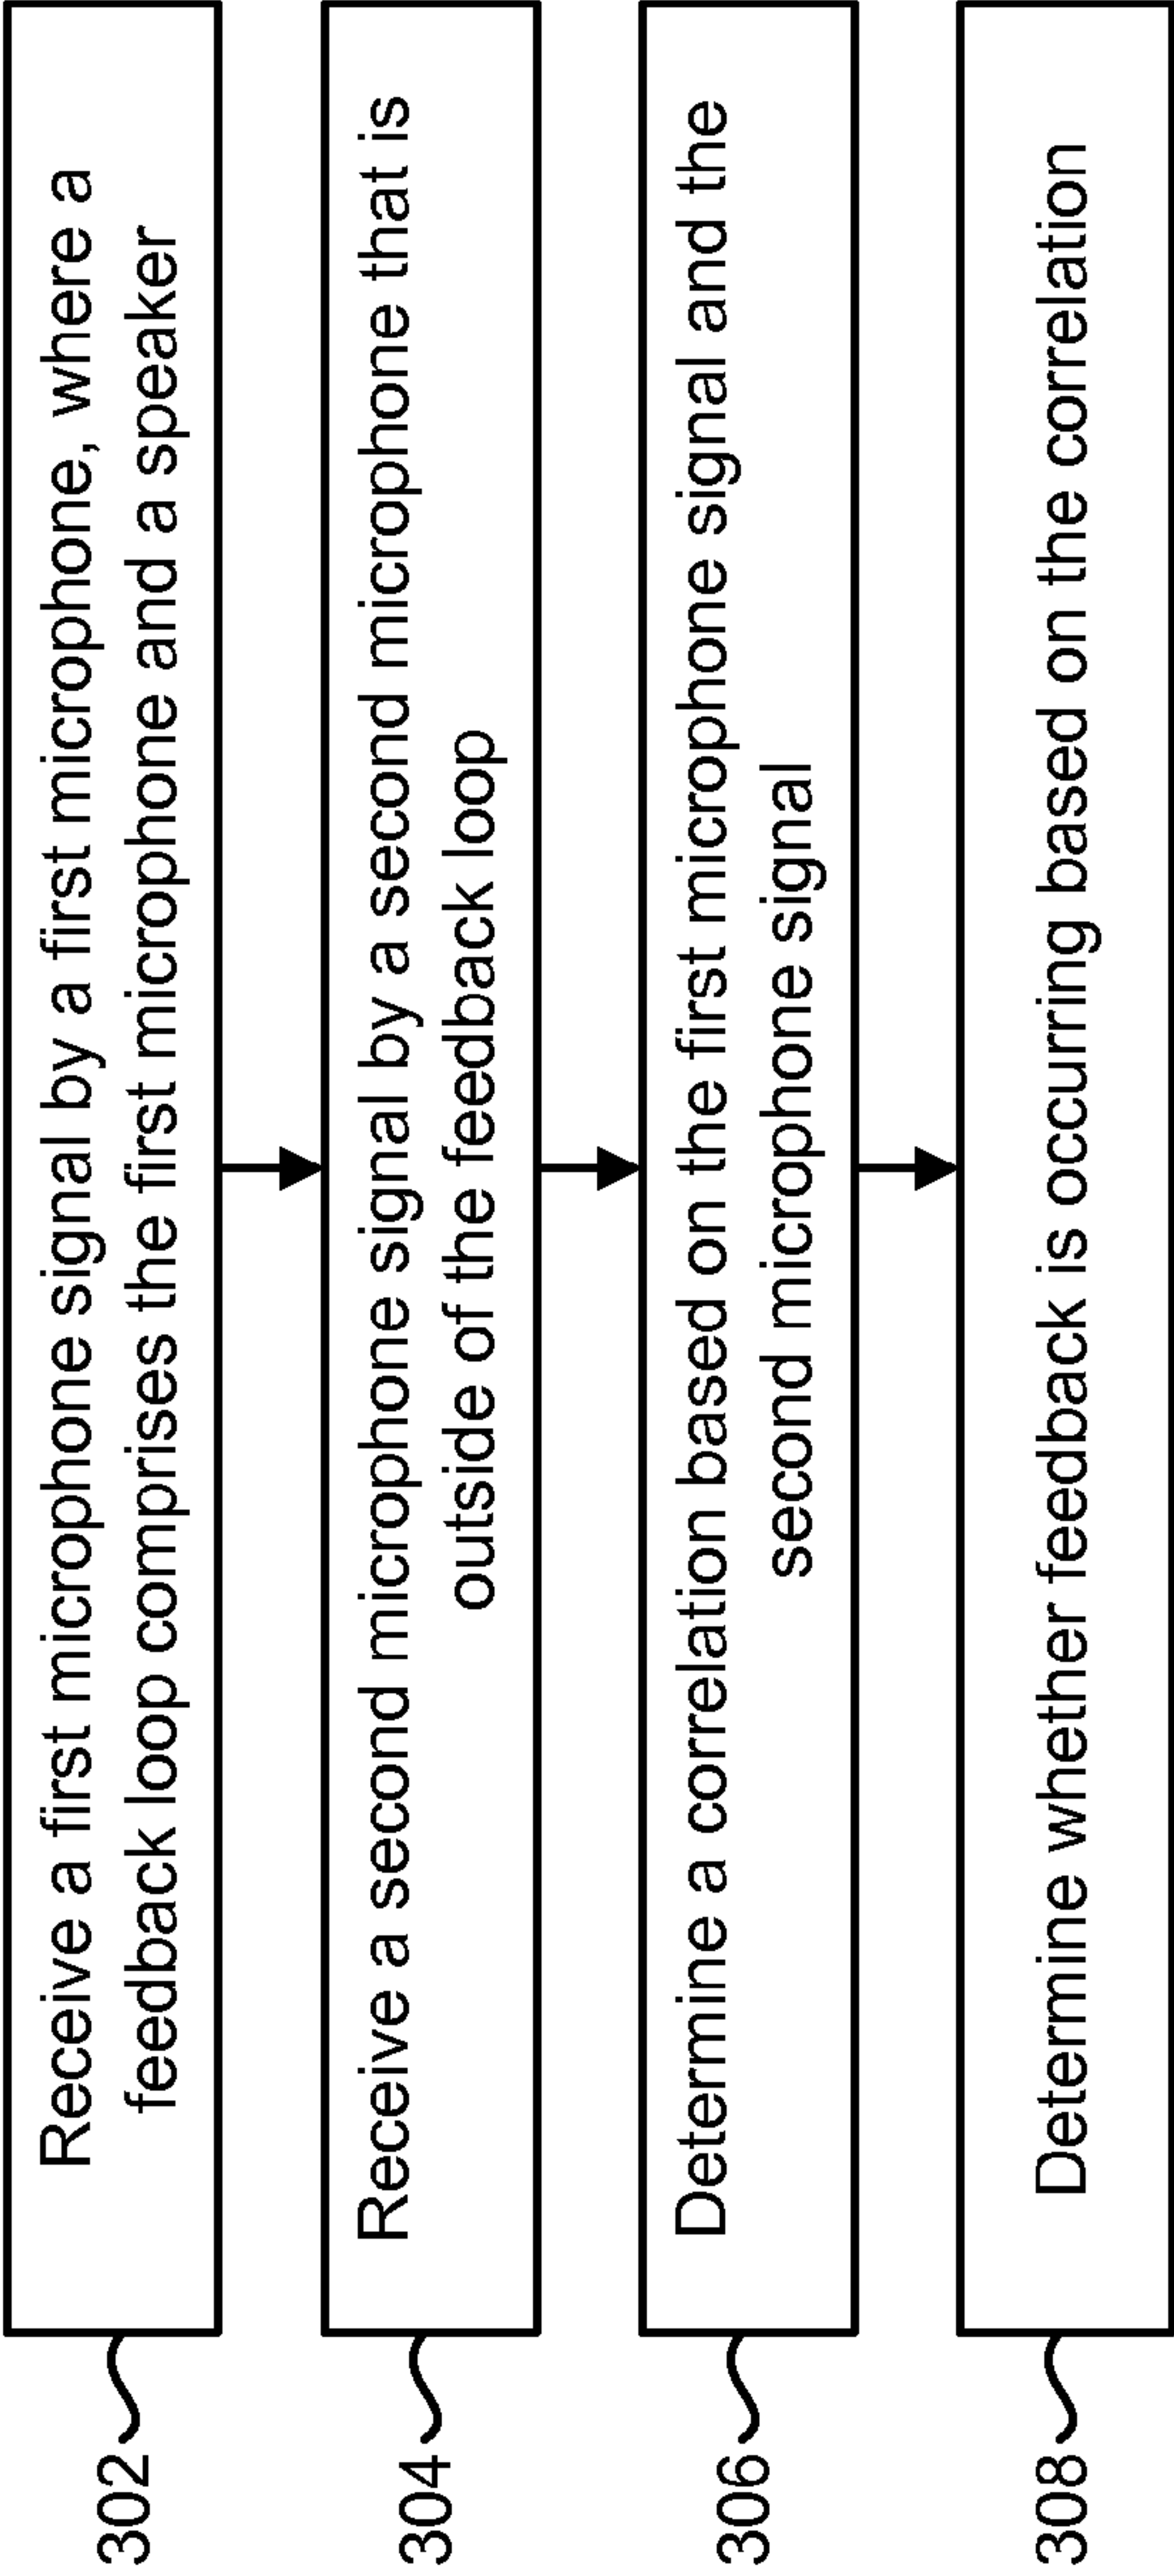 302
Receive a first microphone signal by a first microphone, where a
feedback loop comprises the first microphone and a speaker
304
Receive a second microphone signal by a second microphone that is
outside of the feedback loop
306
Determine a correlation based on the first microphone signal and the
second microphone signal
308
Determine whether feedback is occurring based on the correlation